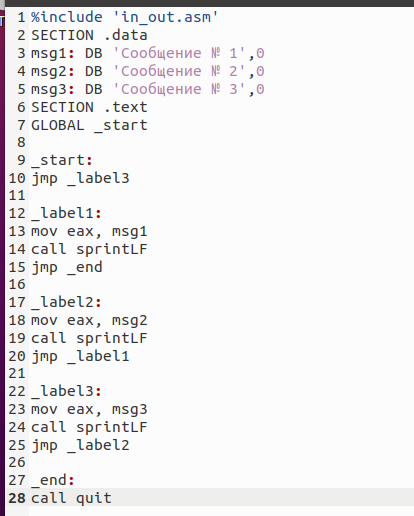 1 %include 'in_out.asm'
2 SECTION .data
3 msg1: DB 'Сообщение № 1',0
4 msg2: DB 'Сообщение № 2',0
5 msg3: DB 'Сообщение № 3',0
6 SECTION .text
7 GLOBAL _start
8
9 _start:
10 jmp _label3
11
12 _label1:
13 mov eax, msg1
14 call sprintLF
15 jmp _end
16
17 _label2:
18 mov eax, msg2
19 call sprintLF
20 jmp _label1
21
22 _label3:
23 mov eax, msg3
24 call sprintLF
25 jmp _label2
26
27 _end:
28 call quit